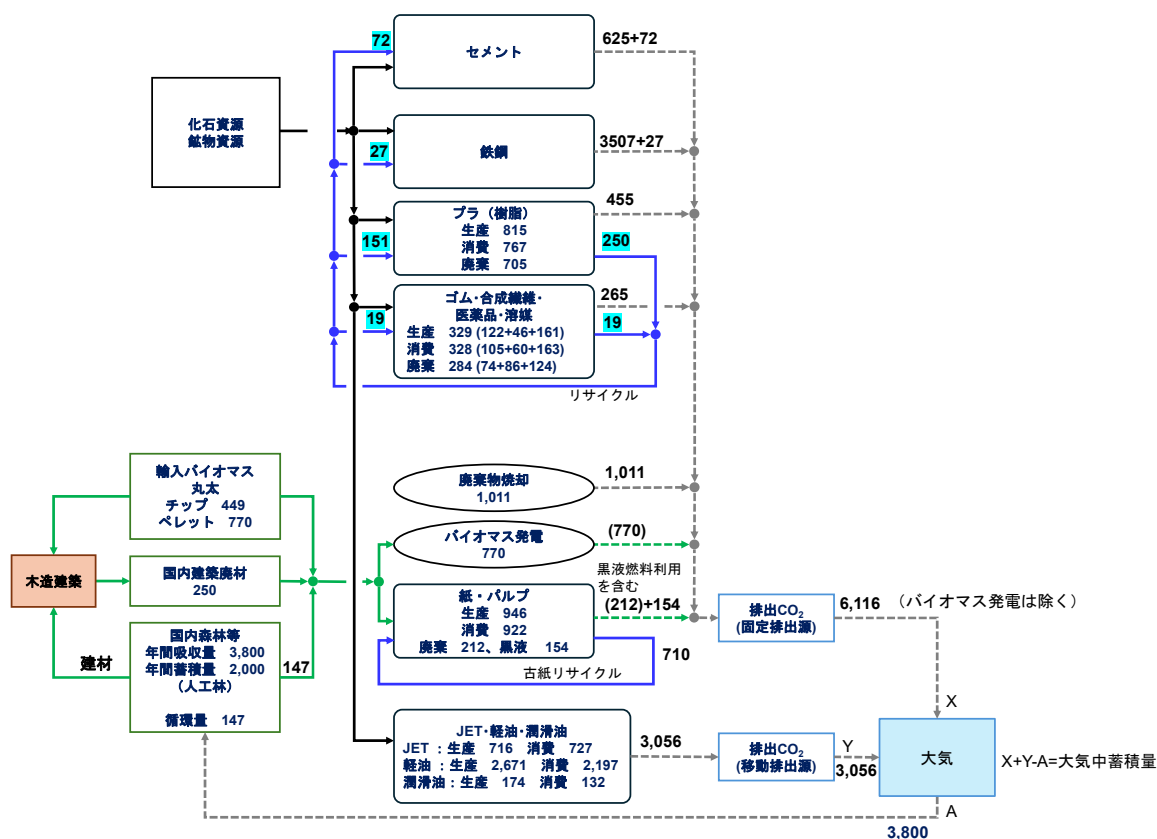 72
セメント
625+72
化石資源
鉱物資源
鉄鋼
3507+27
27
プラ（樹脂）
生産　815
消費　767
廃棄　705
455
151
250
ゴム・合成繊維・
医薬品・溶媒
生産　329 (122+46+161)
消費　328 (105+60+163)
廃棄　284 (74+86+124)
265
19
19
リサイクル
輸入バイオマス
丸太
チップ　449
ペレット　770
廃棄物焼却
1,011
1,011
バイオマス発電
770
(770)
木造建築
国内建築廃材
250
黒液燃料利用
を含む
(212)+154
紙・パルプ
生産　946
消費　922
廃棄　212、黒液　154
710
古紙リサイクル
排出CO₂
(固定排出源)
6,116　（バイオマス発電は除く）
建材
国内森林等
年間吸収量　3,800
年間蓄積量　2,000
（人工林）
循環量　147
147
X
JET・軽油・潤滑油
JET：生産　716　消費　727
軽油：生産　2,671　消費　2,197
潤滑油：生産　174　消費　132
3,056
排出CO₂
(移動排出源)
Y
3,056
大気
X+Y-A=大気中蓄積量
A
3,800